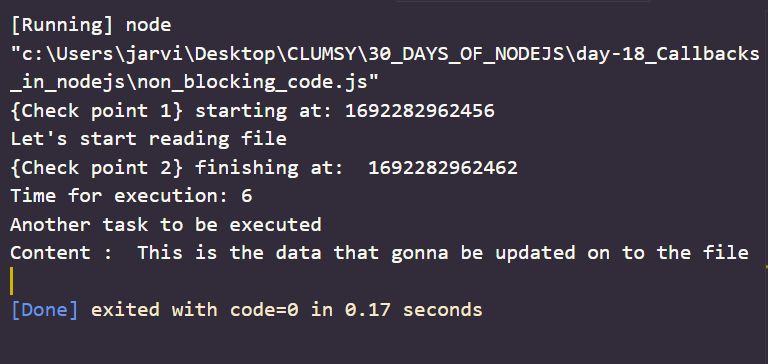 [Running] node
"c:\Users\jarvi\Desktop\CLUMSY\30_DAYS_OF_NODEJS\day-18_Callbacks
_in_nodejs\non_blocking_code.js"
{Check point 1} starting at: 1692282962456
Let's start reading file
{Check point 2} finishing at:  1692282962462
Time for execution: 6
Another task to be executed
Content :  This is the data that gonna be updated on to the file
[Done] exited with code=0 in 0.17 seconds